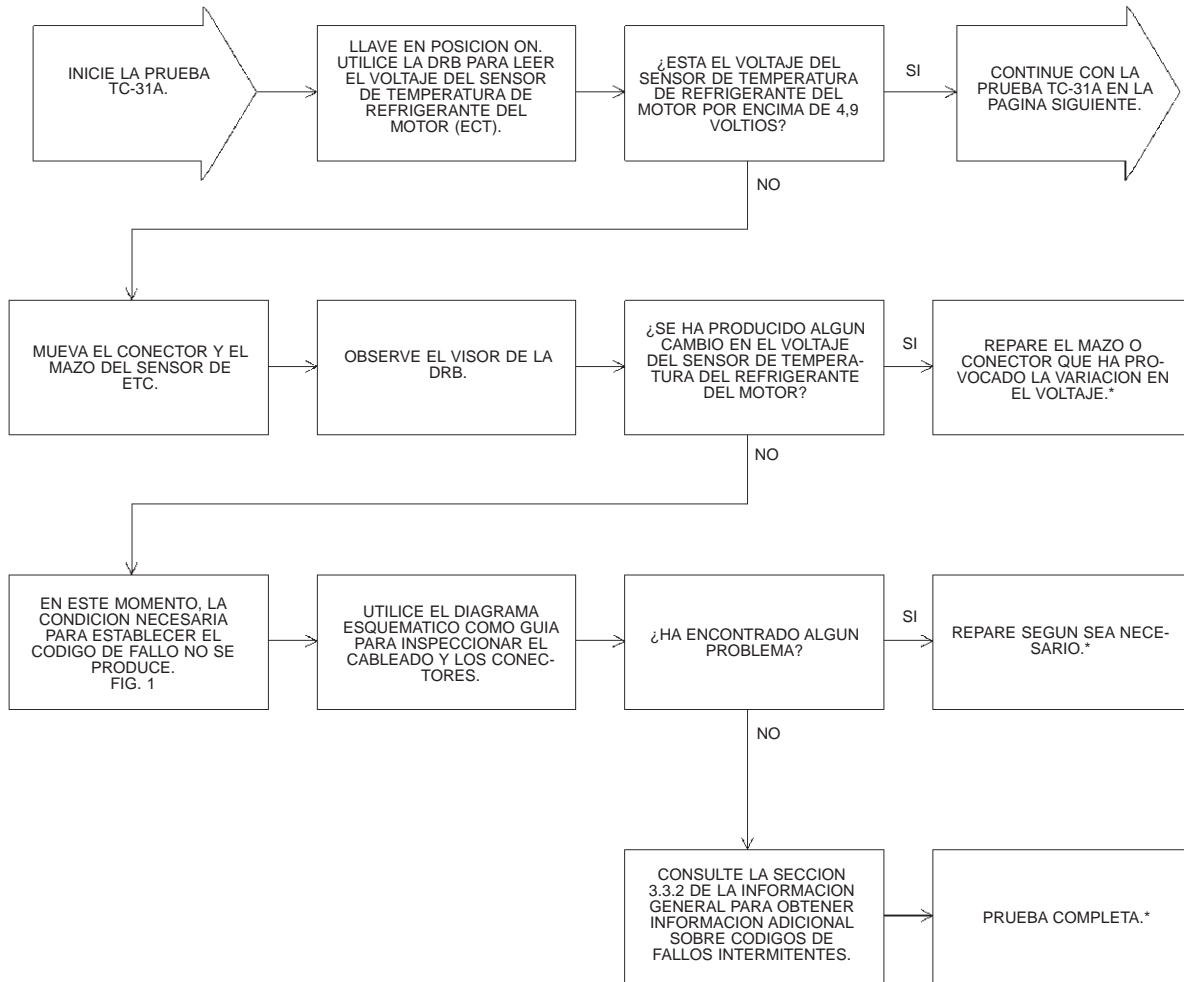 INICIE LA PRUEBA
TC-31A.
LLAVE EN POSICION ON.
UTILICE LA DRB PARA LEER
EL VOLTAJE DEL SENSOR
DE TEMPERATURA DE
REFRIGERANTE DEL
MOTOR (ECT).
¿ESTA EL VOLTAJE DEL
SENSOR DE TEMPERATURA
DE REFRIGERANTE DEL
MOTOR POR ENCIMA DE 4,9
VOLTIOS?
SI
CONTINUE CON LA
PRUEBA TC-31A EN LA
PAGINA SIGUIENTE.
NO
MUEVA EL CONECTOR Y EL
MAZO DEL SENSOR DE
ETC.
OBSERVE EL VISOR DE LA
DRB.
¿SE HA PRODUCIDO ALGUN
CAMBIO EN EL VOLTAJE
DEL SENSOR DE TEMPERA-
TURA DEL REFRIGERANTE
DEL MOTOR?
SI
REPARE EL MAZO O
CONECTOR QUE HA PRO-
VOCADO LA VARIACION EN
EL VOLTAJE.*
NO
EN ESTE MOMENTO, LA
CONDICION NECESARIA
PARA ESTABLECER EL
CODIGO DE FALLO NO SE
PRODUCE.
FIG. 1
UTILICE EL DIAGRAMA
ESQUEMATICO COMO GUIA
PARA INSPECCIONAR EL
CABLEADO Y LOS CONEC-
TORES.
¿HA ENCONTRADO ALGUN
PROBLEMA?
SI
REPARE SEGUN SEA NECE-
SARIO.*
NO
CONSULTE LA SECCION
3.3.2 DE LA INFORMACION
GENERAL PARA OBTENER
INFORMACION ADICIONAL
SOBRE CODIGOS DE
FALLOS INTERMITENTES.
PRUEBA COMPLETA.*